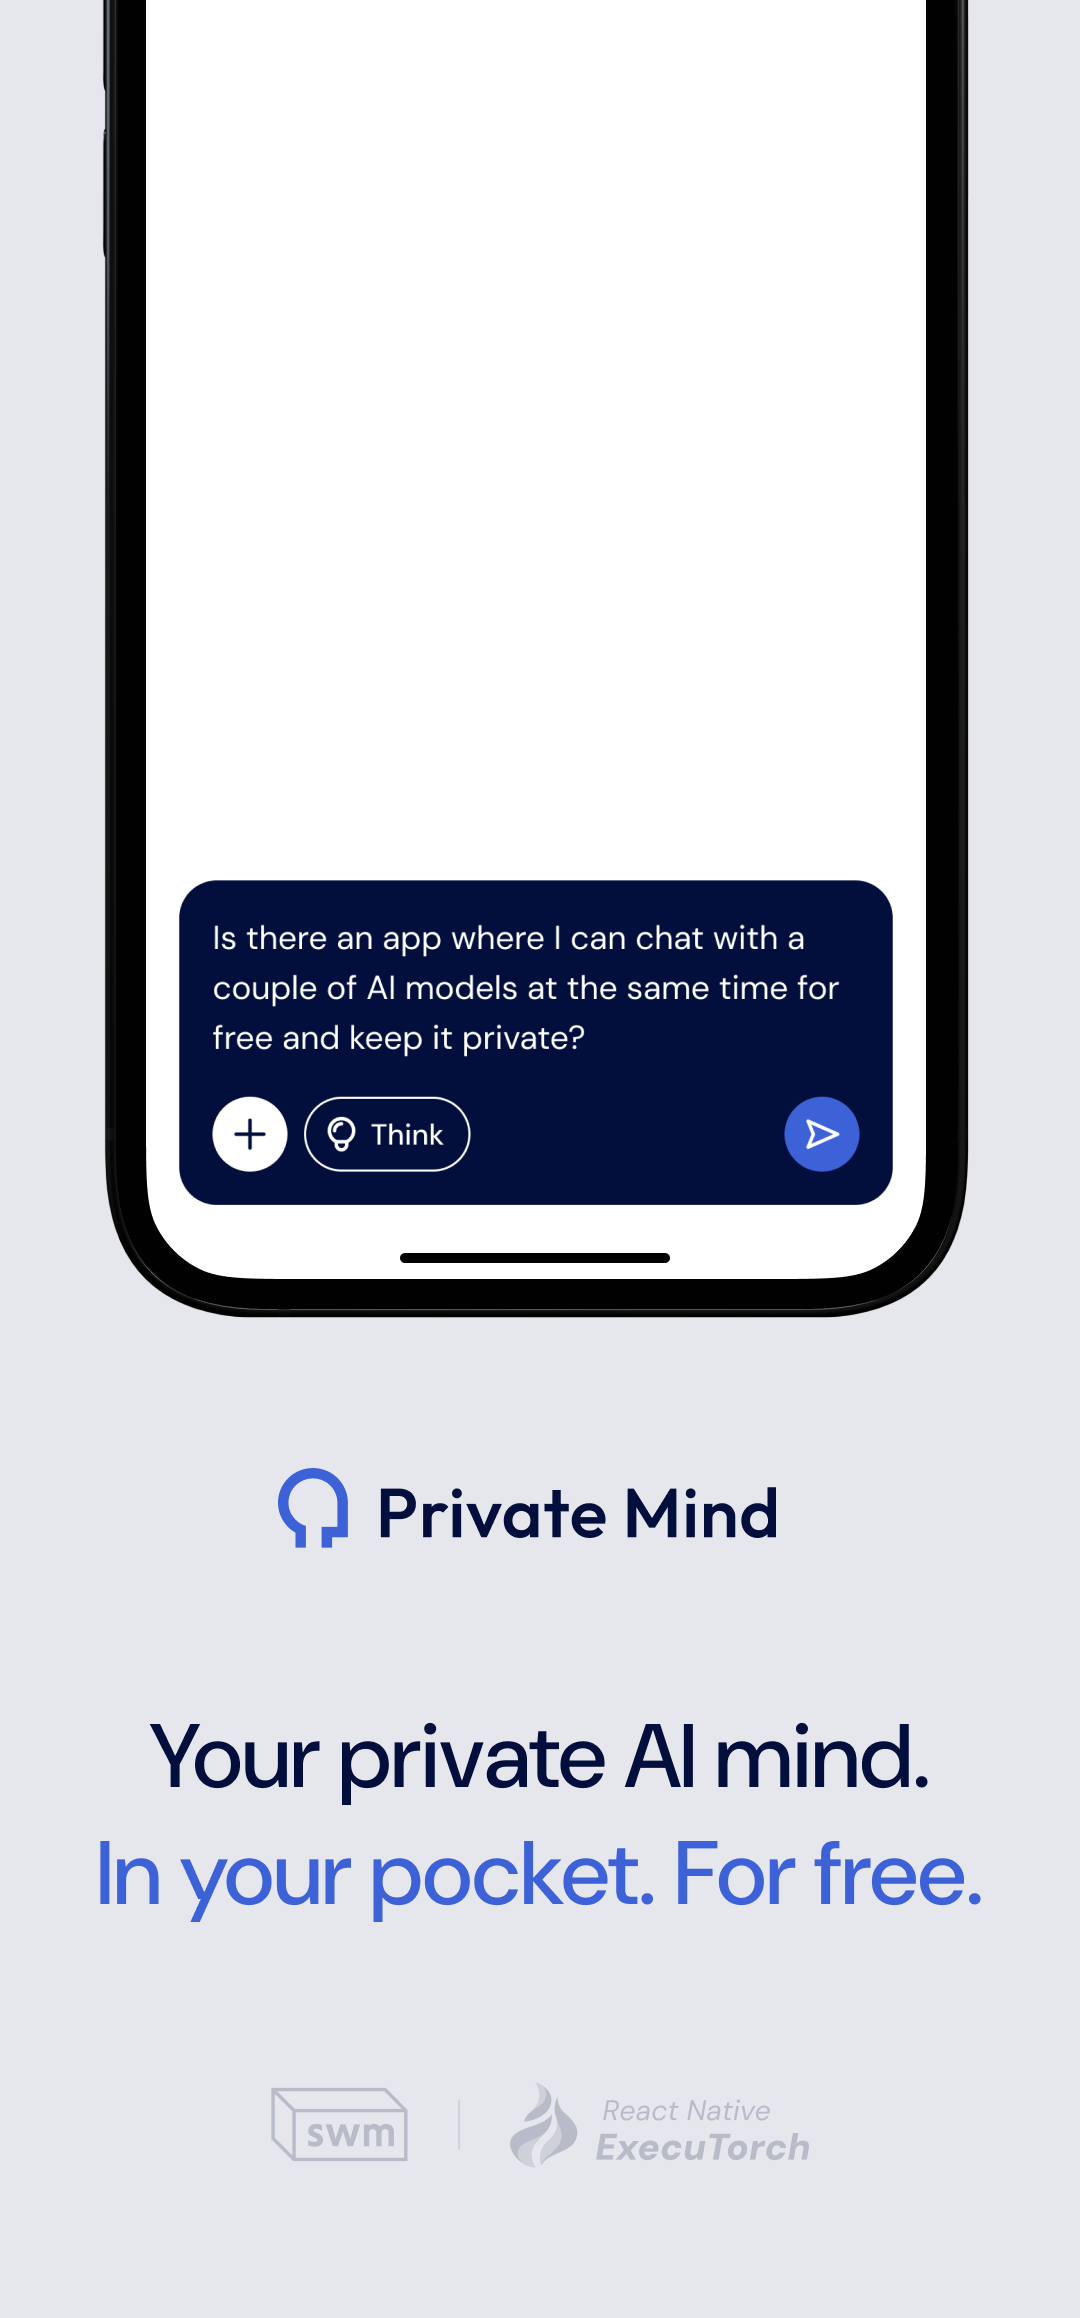 Is there an app where I can chat with a
couple of AI models at the same time for
free and keep it private?
Think
Private Mind
Your private AI mind.
In your pocket. For free.
swm
React Native
ExecuTorch